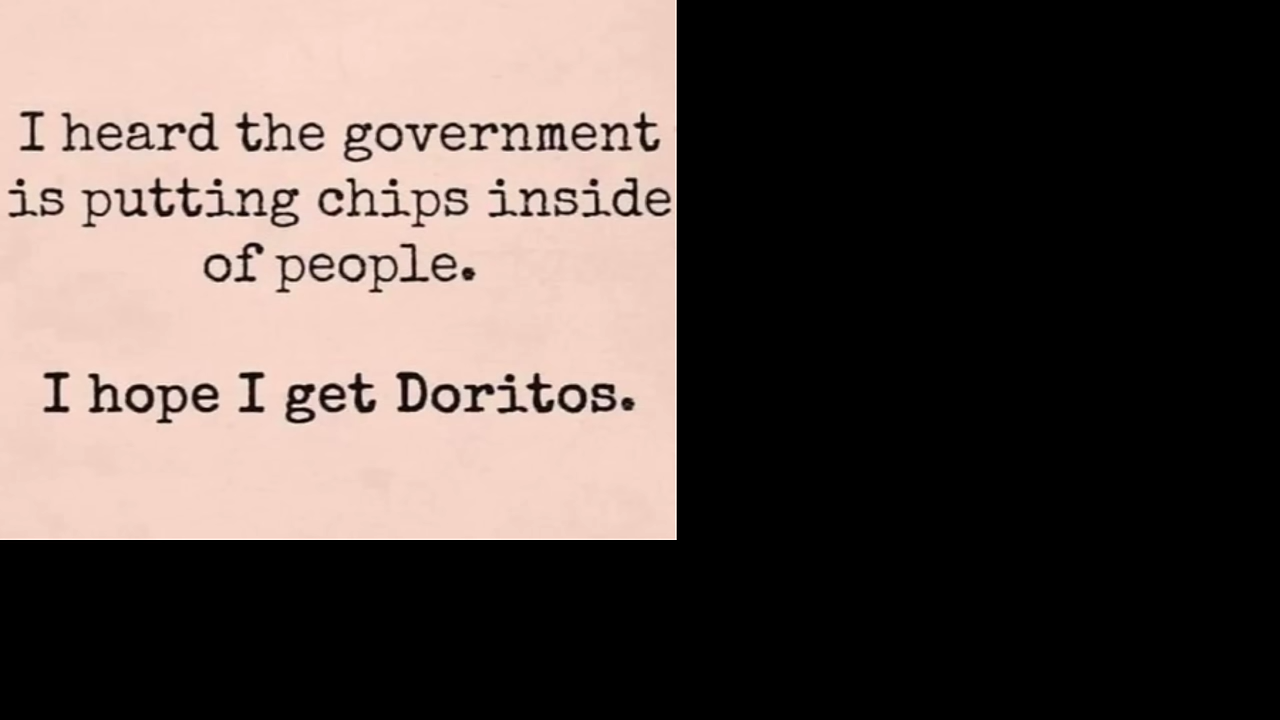 I heard the government
is putting chips inside
of people.
I hope I get Doritos.